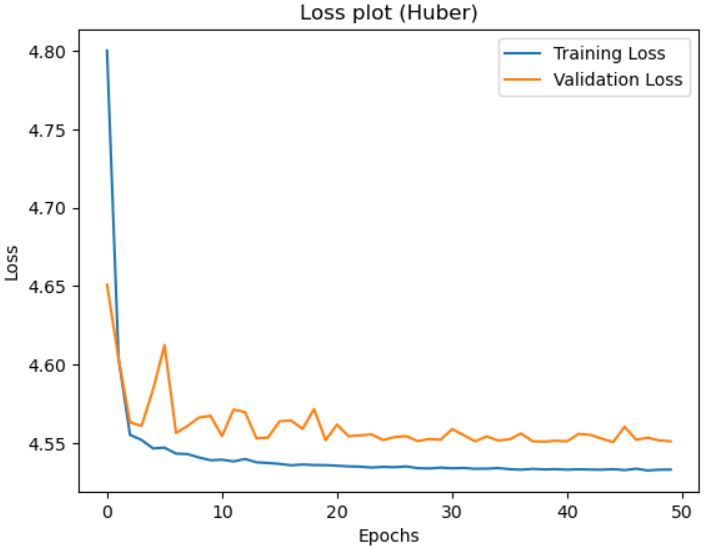 Loss plot (Huber)
Training Loss
Validation Loss
4.80
4.75
4.70
4.65
4.60
4.55
Loss
0
10
20
30
40
50
Epochs